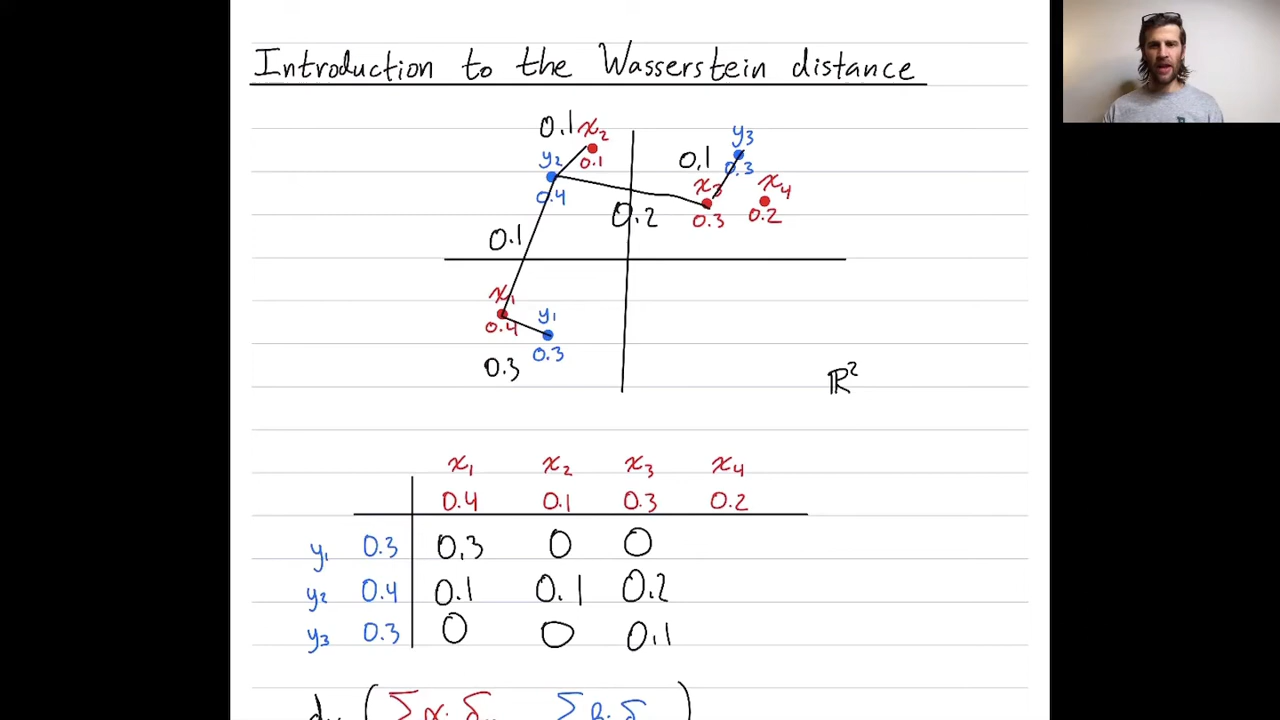 Introduction to the Wasserstein distance
0.1 x₂
0.1
y₂
0.4
y₃
0.1 0.3
x₃ x₄
0.3 0.2
0.2
0.1
x₁
0.4
y₁
0.3
0.3
ℝ²
x₁ x₂ x₃ x₄
0.4 0.1 0.3 0.2
y₁ 0.3 0.3 0 0
y₂ 0.4 0.1 0.1 0.2
y₃ 0.3 0 0 0.1